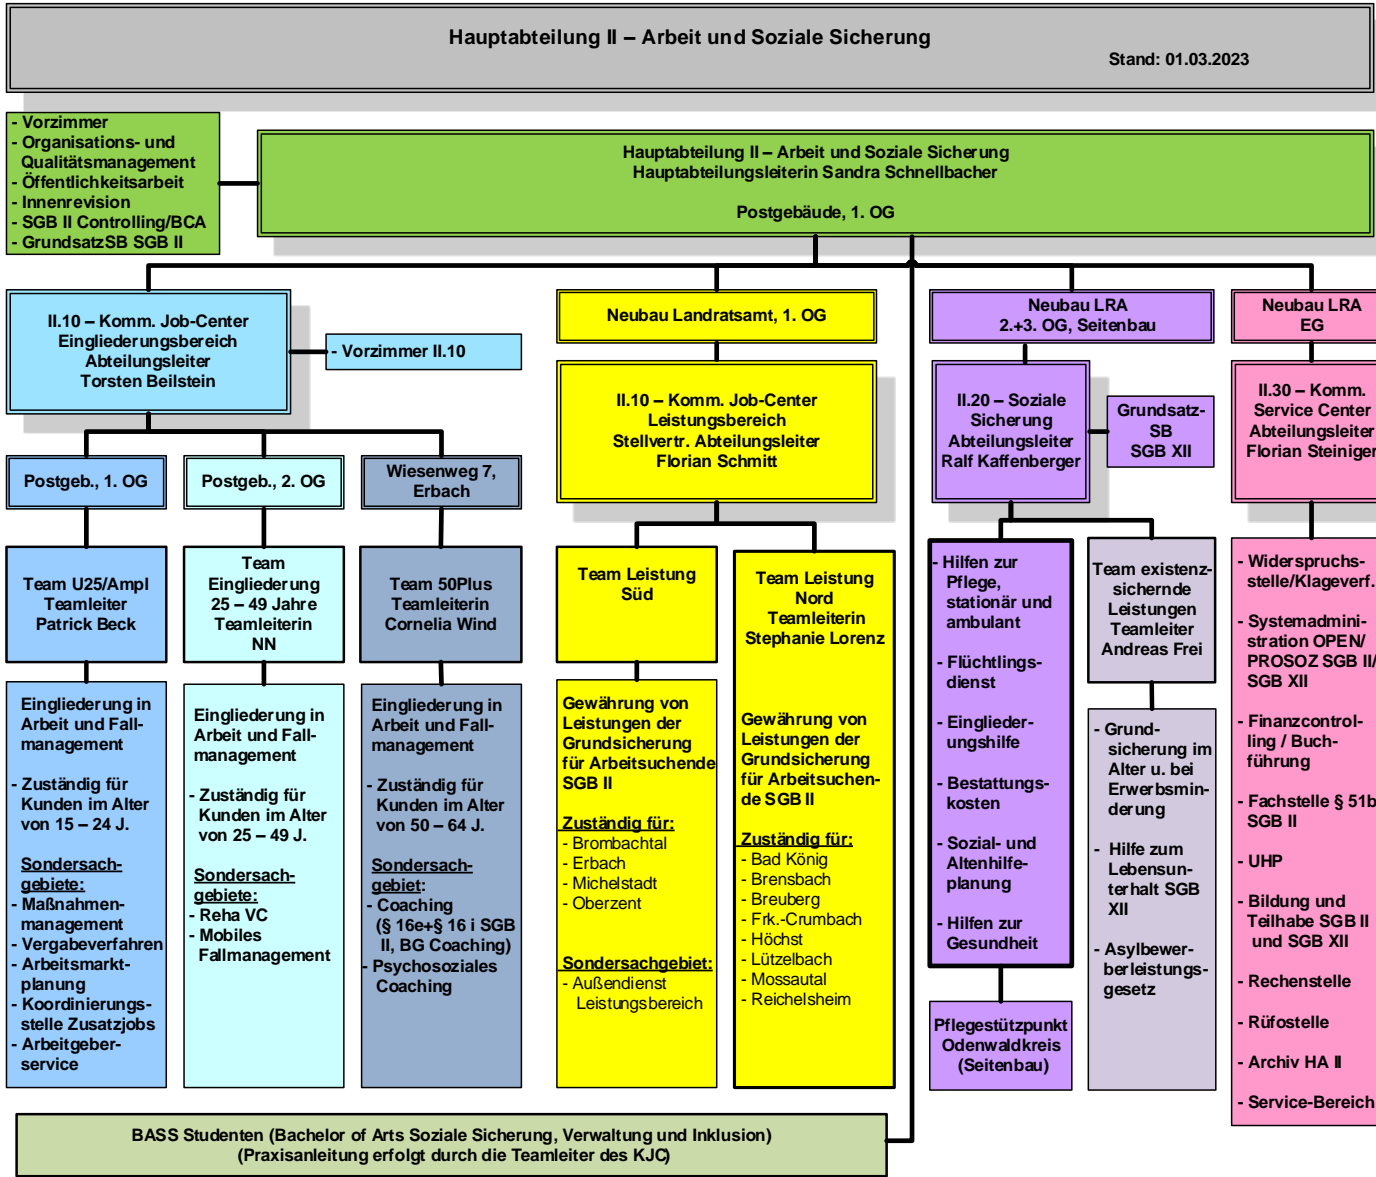 Hauptabteilung II – Arbeit und Soziale Sicherung
Stand: 01.03.2023
- Vorzimmer
- Organisations- und
Qualitätsmanagement
- Öffentlichkeitsarbeit
- Innenrevision
- SGB II Controlling/BCA
- GrundsatzSB SGB II
Hauptabteilung II – Arbeit und Soziale Sicherung
Hauptabteilungsleiterin Sandra Schnellbacher
Postgebäude, 1. OG
II.10 – Komm. Job-Center
Eingliederungsbereich
Abteilungsleiter
Torsten Beilstein
- Vorzimmer II.10
Neubau Landratsamt, 1. OG
II.10 – Komm. Job-Center
Leistungsbereich
Stellvertr. Abteilungsleiter
Florian Schmitt
Neubau LRA
2.+3. OG, Seitenbau
II.20 – Soziale
Sicherung
Abteilungsleiter
Ralf Kaffenberger
Grundsatz-
SB
SGB XII
Neubau LRA
EG
II.30 – Komm.
Service Center
Abteilungsleiter
Florian Steiniger
Postgeb., 1. OG
Postgeb., 2. OG
Wiesenweg 7,
Erbach
Team U25/Ampl
Teamleiter
Patrick Beck
Team
Eingliederung
25 – 49 Jahre
Teamleiterin
NN
Team 50Plus
Teamleiterin
Cornelia Wind
Team Leistung
Süd
Team Leistung
Nord
Teamleiterin
Stephanie Lorenz
- Hilfen zur
Pflege,
stationär und
ambulant
- Flüchtlings-
dienst
- Einglieder-
ungshilfe
- Bestattungs-
kosten
- Sozial- und
Altenhilfe-
planung
- Hilfen zur
Gesundheit
Team existenz-
sichernde
Leistungen
Teamleiter
Andreas Frei
- Widerspruchs-
stelle/Klageverf.
- Systemadmini-
stration OPEN/
PROSOZ SGB II/
SGB XII
- Finanzcontrol-
ling / Buch-
führung
- Fachstelle § 51b
SGB II
- UHP
- Bildung und
Teilhabe SGB II
und SGB XII
- Rechenstelle
- Rüfostelle
- Archiv HA II
- Service-Bereich
Eingliederung in
Arbeit und Fall-
management
- Zuständig für
Kunden im Alter
von 15 – 24 J.
Sondersach-
gebiete:
- Maßnahmen-
management
- Vergabeverfahren
- Arbeitsmarkt-
planung
- Koordinierungs-
stelle Zusatzjobs
- Arbeitgeber-
service
Eingliederung in
Arbeit und Fall-
management
- Zuständig für
Kunden im Alter
von 25 – 49 J.
Sondersach-
gebiete:
- Reha VC
- Mobiles
Fallmanagement
Eingliederung in
Arbeit und Fall-
management
- Zuständig für
Kunden im Alter
von 50 – 64 J.
Sondersach-
gebiet:
- Coaching
(§ 16e+§ 16 i SGB
II, BG Coaching)
- Psychosoziales
Coaching
Gewährung von
Leistungen der
Grundsicherung
für Arbeitsuchende
SGB II
Zuständig für:
- Brombachtal
- Erbach
- Michelstadt
- Oberzent
Sondersachgebiet:
- Außendienst
Leistungsbereich
Gewährung von
Leistungen der
Grundsicherung
für Arbeitsuchen-
de SGB II
Zuständig für:
- Bad König
- Brensbach
- Breuberg
- Frk.-Crumbach
- Höchst
- Lützelbach
- Mossautal
- Reichelsheim
- Grund-
sicherung im
Alter u. bei
Erwerbsmin-
derung
- Hilfe zum
Lebensun-
terhalt SGB
XII
- Asylbewer-
berleistungs-
gesetz
Pflegestützpunkt
Odenwaldkreis
(Seitenbau)
BASS Studenten (Bachelor of Arts Soziale Sicherung, Verwaltung und Inklusion)
(Praxisanleitung erfolgt durch die Teamleiter des KJC)